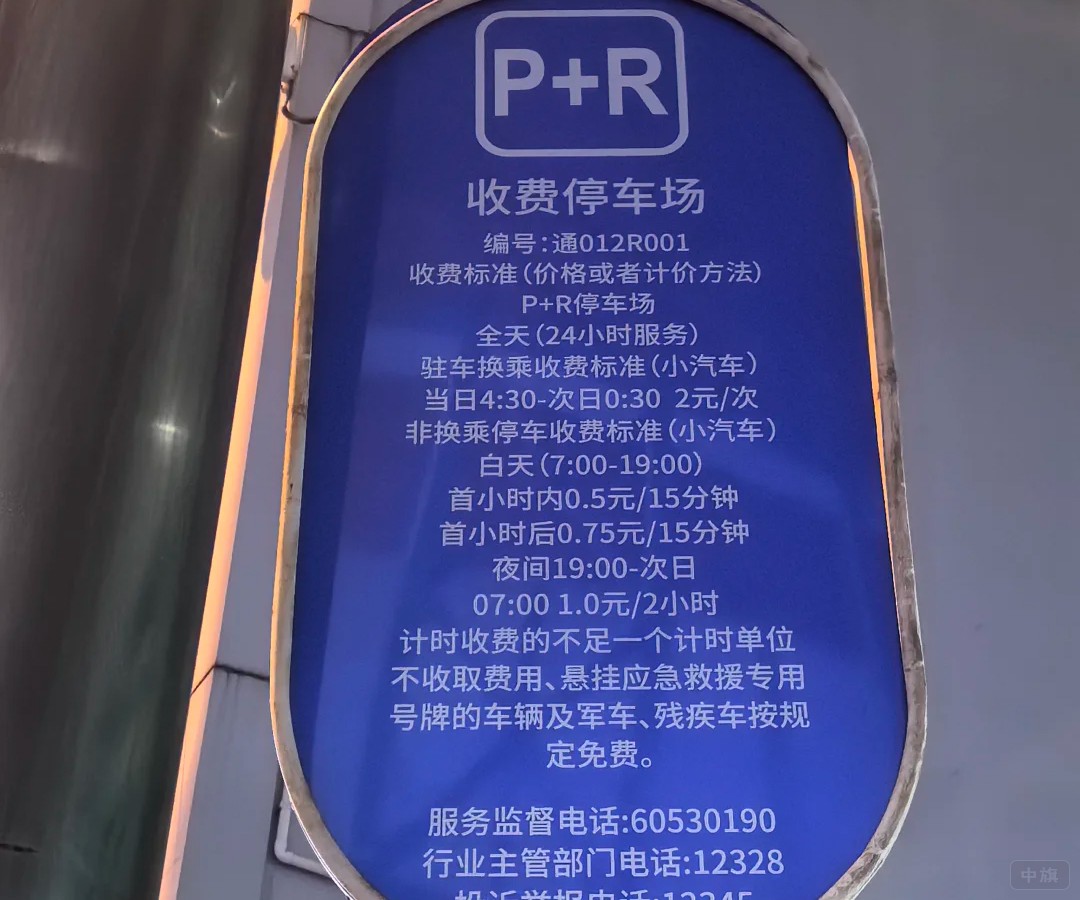 P+R
收费停车场
编号:通012R001
收费标准(价格或者计价方法)
P+R停车场
全天(24小时服务)
驻车换乘收费标准(小汽车)
当日4:30-次日0:30 2元/次
非换乘停车收费标准(小汽车)
白天(7:00-19:00)
首小时内0.5元/15分钟
首小时后0.75元/15分钟
夜间19:00-次日
07:00 1.0元/2小时
计时收费的不足一个计时单位
不收取费用、悬挂应急救援专用
号牌的车辆及军车、残疾车按规
定免费。
服务监督电话:60530190
行业主管部门电话:12328
投诉举报电话:12345
中旗